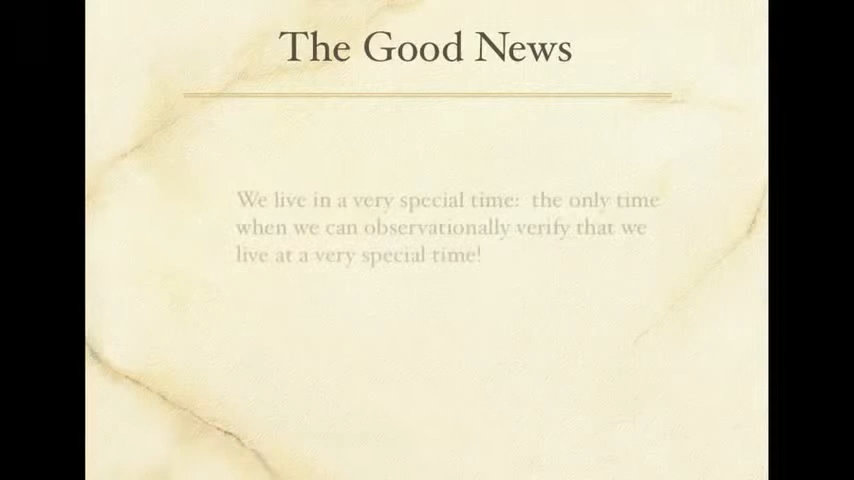 The Good News
We live in a very special time:  the only time
when we can observationally verify that we
live at a very special time!